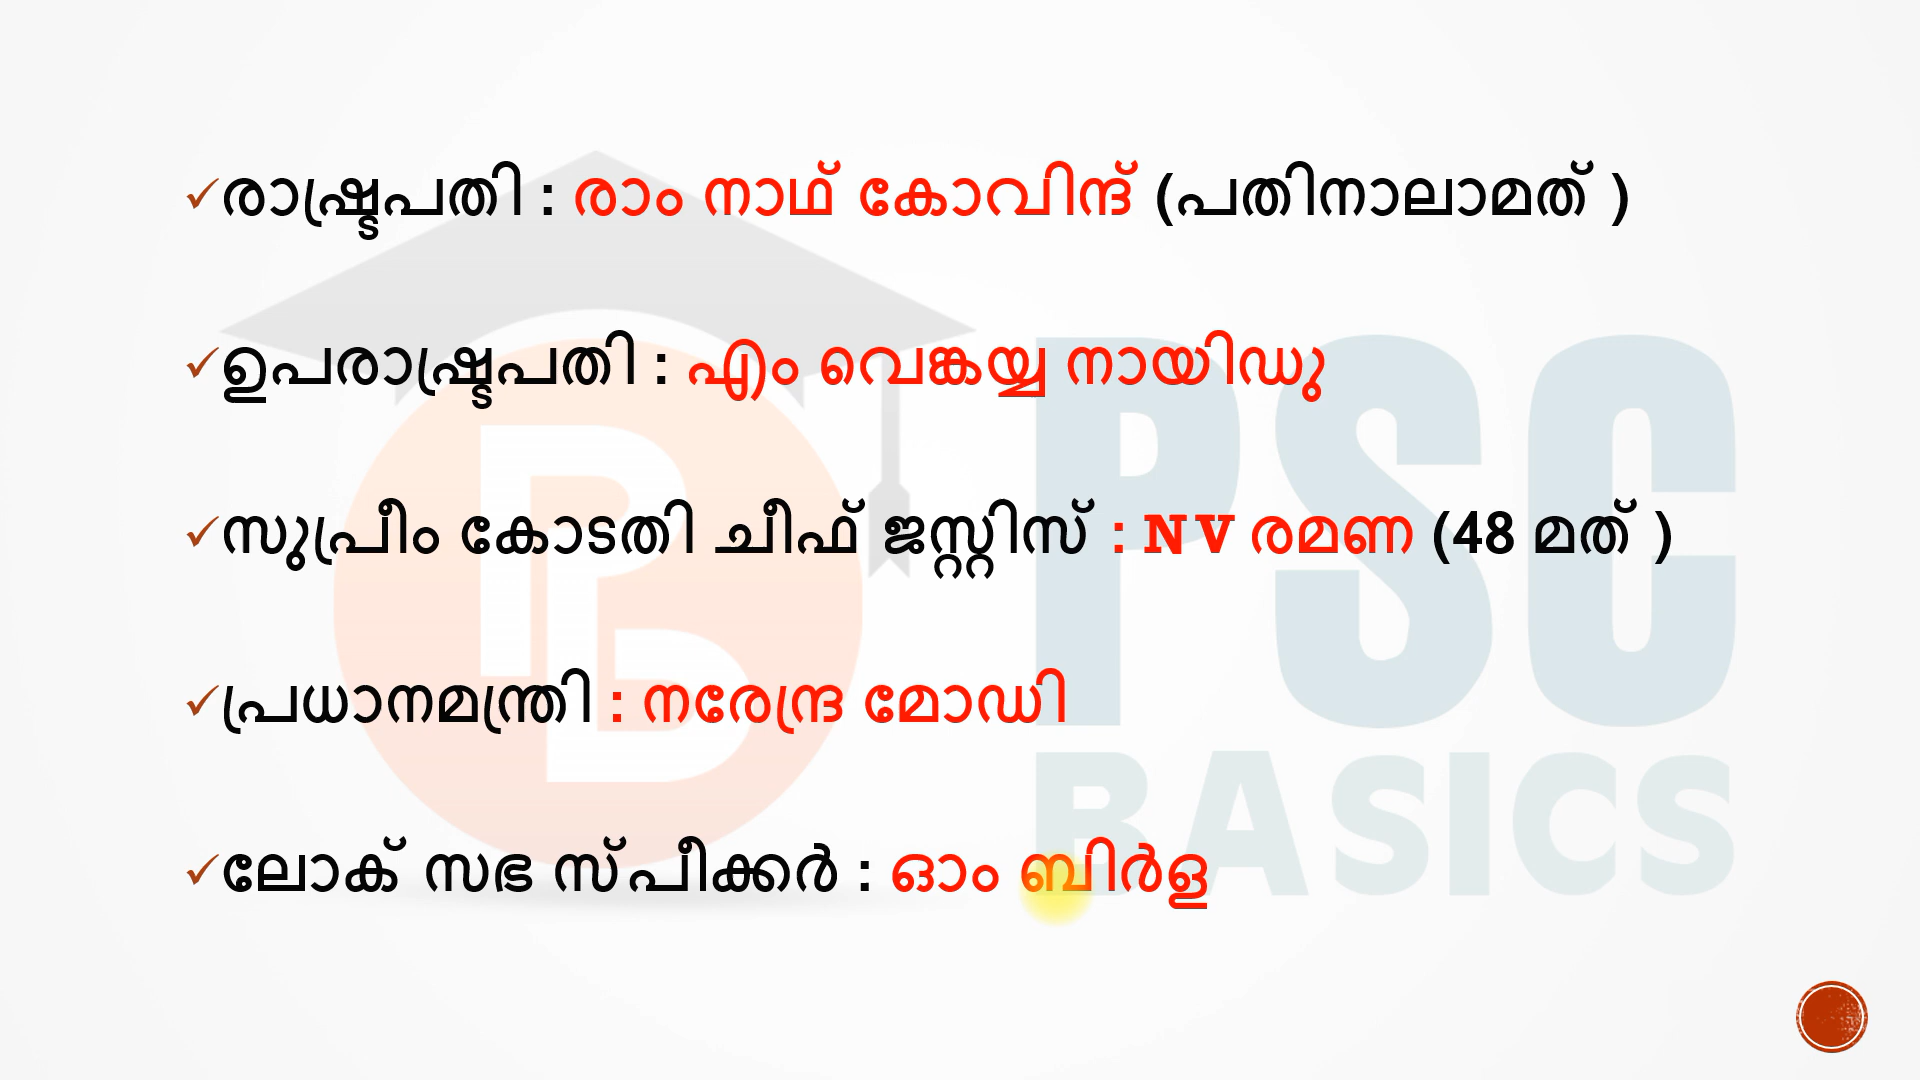 ✓രാഷ്ട്രപതി : രാം നാഥ് കോവിന്ദ് (പതിനാലാമത് )
✓ഉപരാഷ്ട്രപതി : എം വെങ്കയ്യ നായിഡു
✓സുപ്രീം കോടതി ചീഫ് ജസ്റ്റിസ് : NV രമണ (48 മത് )
✓പ്രധാനമന്ത്രി : നരേന്ദ്ര മോഡി
✓ലോക് സഭ സ്പീക്കർ : ഓം ബിർള
PSC
BASICS